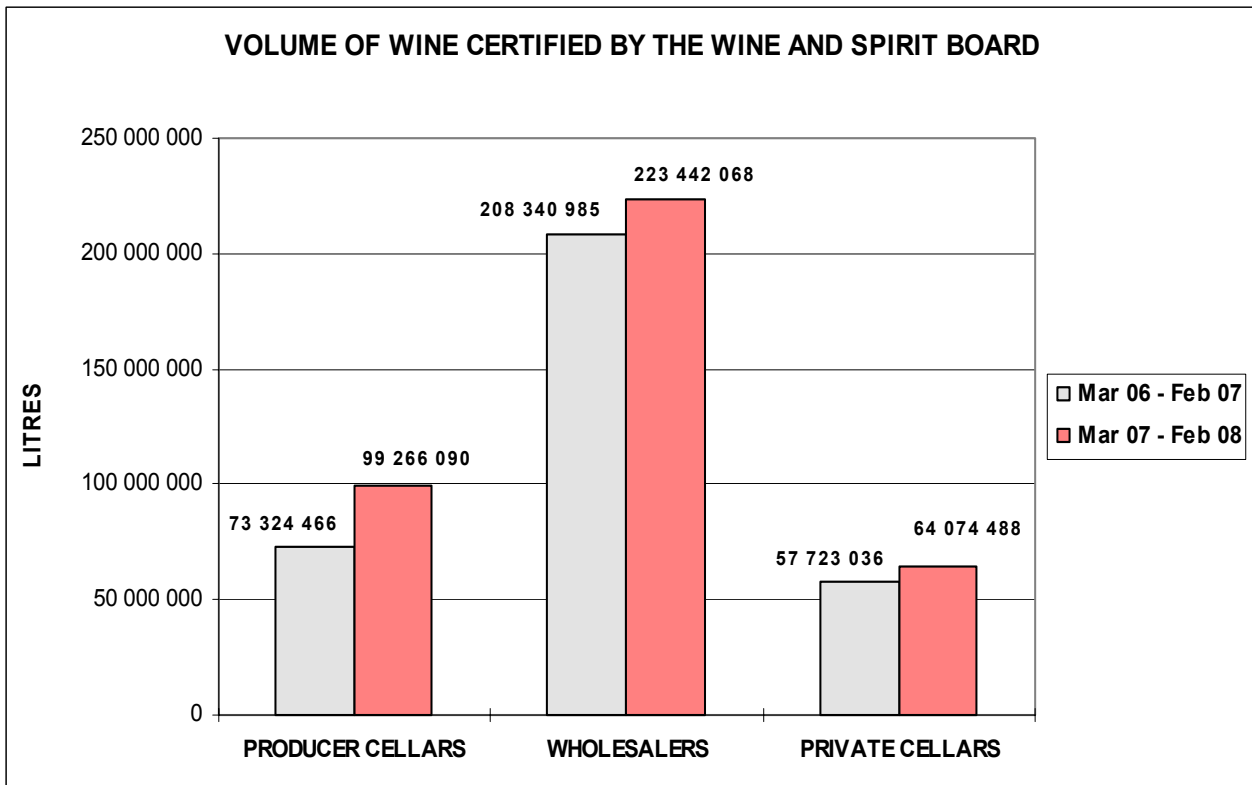 VOLUME OF WINE CERTIFIED BY THE WINE AND SPIRIT BOARD
250 000 000
200 000 000
150 000 000
100 000 000
50 000 000
0
LITRES
73 324 466
99 266 090
208 340 985
223 442 068
57 723 036
64 074 488
PRODUCER CELLARS
WHOLESALERS
PRIVATE CELLARS
Mar 06 - Feb 07
Mar 07 - Feb 08